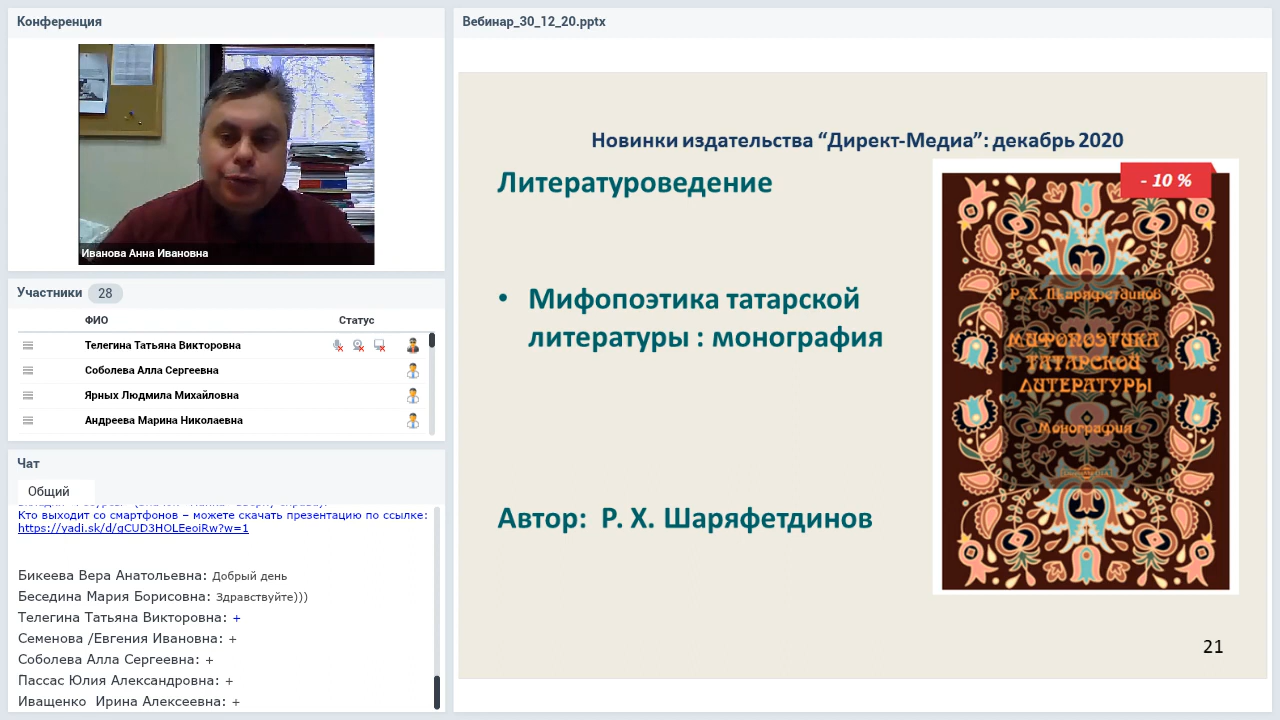 Конференция
Иванова Анна Ивановна
Участники 28
ФИО Статус
Телегина Татьяна Викторовна
Соболева Алла Сергеевна
Ярных Людмила Михайловна
Андреева Марина Николаевна
Чат
Общий
Кто выходит со смартфонов – можете скачать презентацию по ссылке:
https://yadi.sk/d/gCUD3HOLEeoiRw?w=1
Бикеева Вера Анатольевна: Добрый день
Беседина Мария Борисовна: Здравствуйте)))
Телегина Татьяна Викторовна: +
Семенова /Евгения Ивановна: +
Соболева Алла Сергеевна: +
Пассас Юлия Александровна: +
Иващенко  Ирина Алексеевна: +
Вебинар_30_12_20.pptx
Новинки издательства “Директ-Медиа”: декабрь 2020
Литературоведение
• Мифопоэтика татарской
литературы : монография
Автор:  Р. Х. Шаряфетдинов
- 10 %
Р. Х. Шаряфетдинов
МИФОПОЭТИКА
ТАТАРСКОЙ
ЛИТЕРАТУРЫ
Монография
21